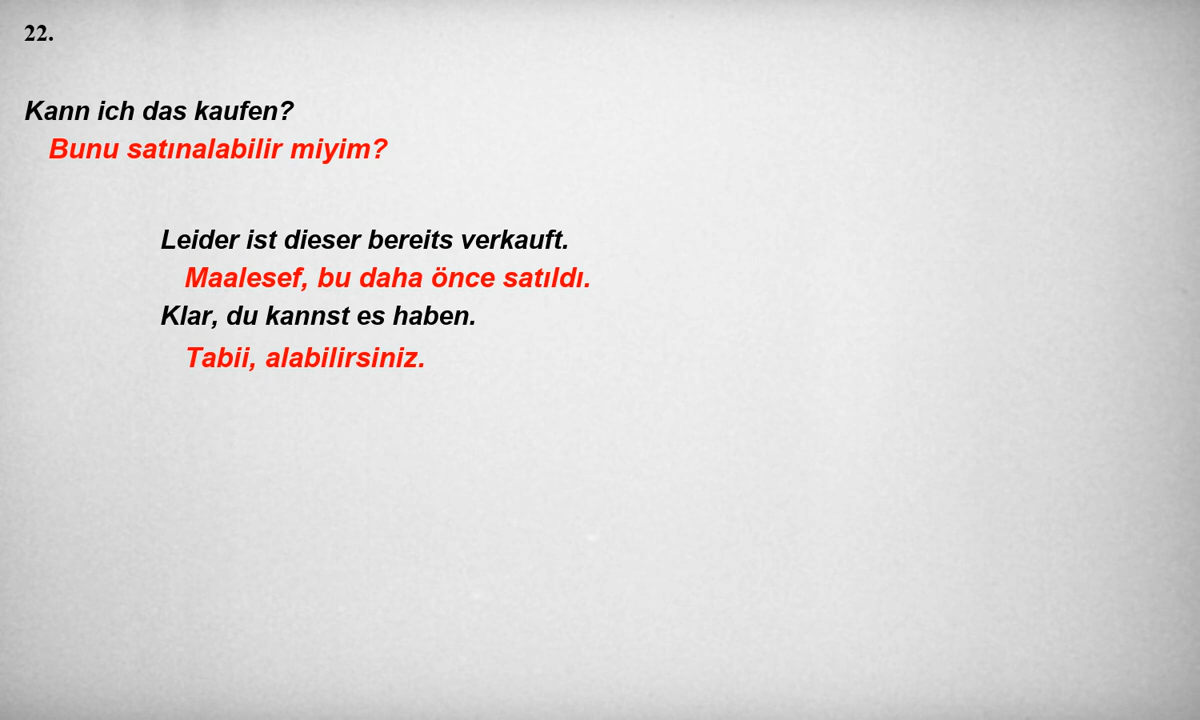 22.
Kann ich das kaufen?
Bunu satınalabilir miyim?
Leider ist dieser bereits verkauft.
Maalesef, bu daha önce satıldı.
Klar, du kannst es haben.
Tabii, alabilirsiniz.